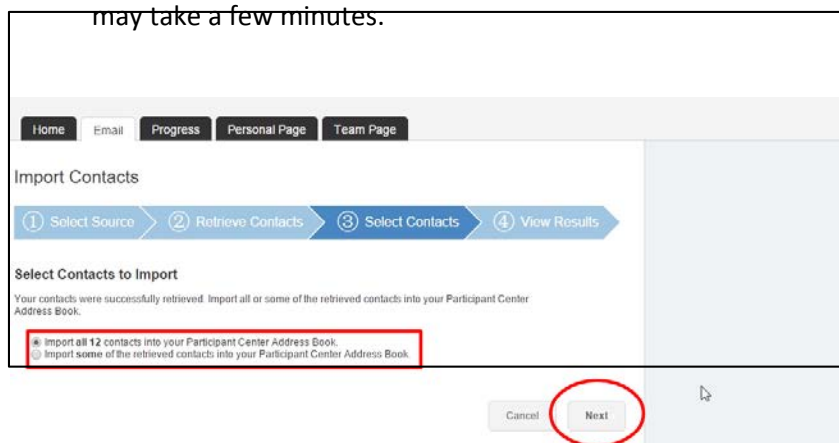 may take a few minutes.
Home Email Progress Personal Page Team Page
Import Contacts
1 Select Source 2 Retrieve Contacts 3 Select Contacts 4 View Results
Select Contacts to Import
Your contacts were successfully retrieved. Import all or some of the retrieved contacts into your Participant Center
Address Book.
Import all 12 contacts into your Participant Center Address Book.
Import some of the retrieved contacts into your Participant Center Address Book.
Cancel Next